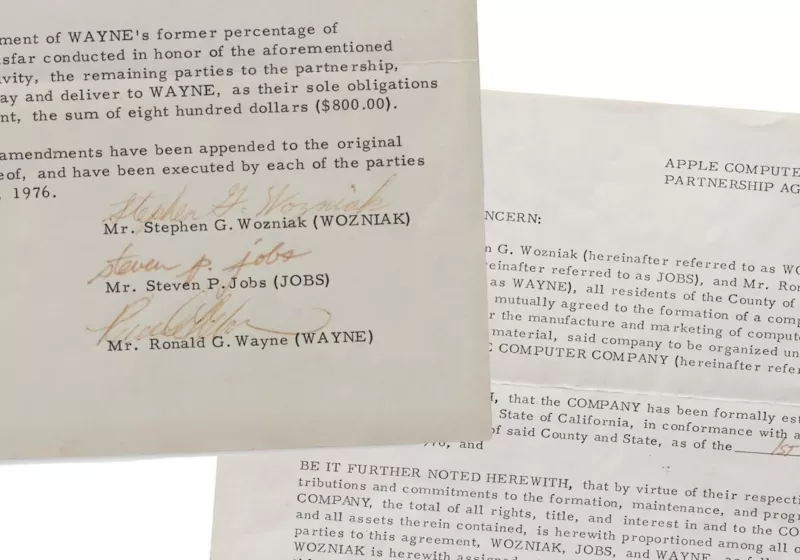 ment of WAYNE's former percentage of
sfar conducted in honor of the aforementioned
ivity, the remaining parties to the partnership,
ay and deliver to WAYNE, as their sole obligations
nt, the sum of eight hundred dollars ($800.00).
amendments have been appended to the original
eof, and have been executed by each of the parties
, 1976.
Stephen G. Wozniak
Mr. Stephen G. Wozniak (WOZNIAK)
steven p. jobs
Mr. Steven P. Jobs (JOBS)
Mr. Ronald G. Wayne (WAYNE)
APPLE COMPUTE
PARTNERSHIP AG
NCERN:
n G. Wozniak (hereinafter referred to as WO
einafter referred to as JOBS), and Mr. Ron
as WAYNE), all residents of the County of
mutually agreed to the formation of a comp
r the manufacture and marketing of compute
material, said company to be organized un
C COMPUTER COMPANY (hereinafter refer
, that the COMPANY has been formally est
State of California, in conformance with a
of said County and State, as of the 1st
, and
BE IT FURTHER NOTED HEREWITH, that by virtue of their respecti
tributions and commitments to the formation, maintenance, and prog
COMPANY, the total of all rights, title, and interest in and to the CO
and all assets therein contained, is herewith proportioned among all
parties to this agreement, WOZNIAK, JOBS, and WAYNE, as
WOZNIAK is herewith assigned